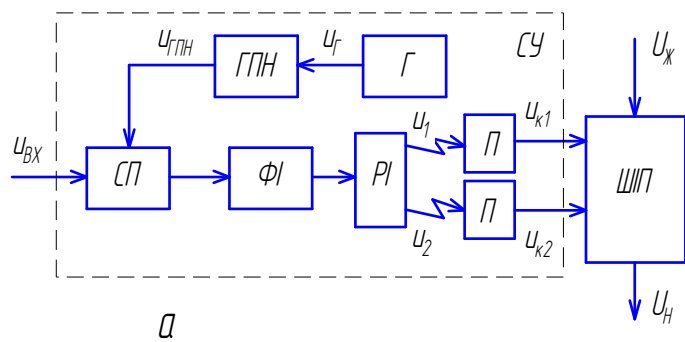 u_ГПН
ГПН
u_Г
Г
СУ
U_Ж
u_ВХ
СП
ФІ
РІ
u_1
u_2
П
П
u_к1
u_к2
ШІП
U_Н
а